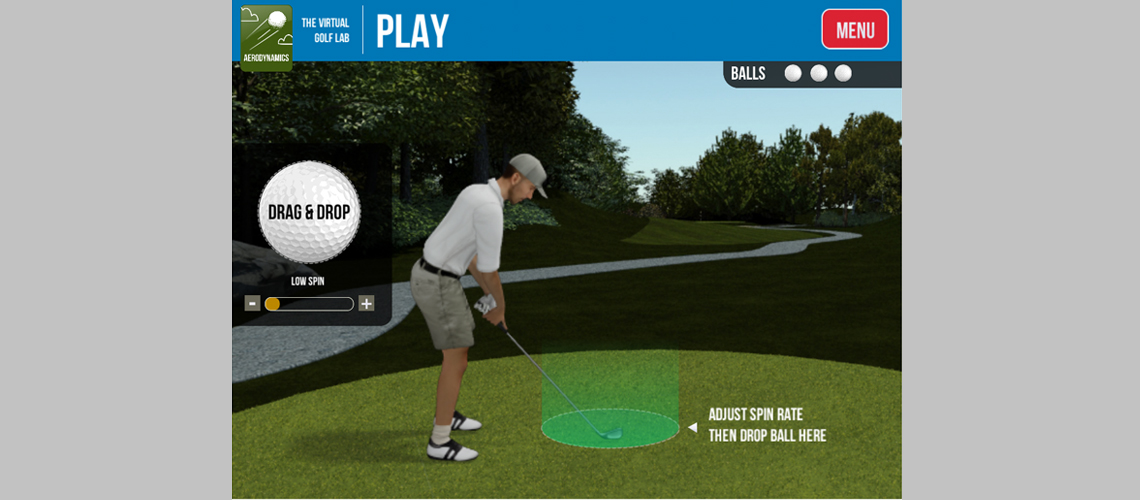 AERODYNAMICS
THE VIRTUAL
GOLF LAB
PLAY
MENU
BALLS
DRAG & DROP
LOW SPIN
- +
ADJUST SPIN RATE
THEN DROP BALL HERE